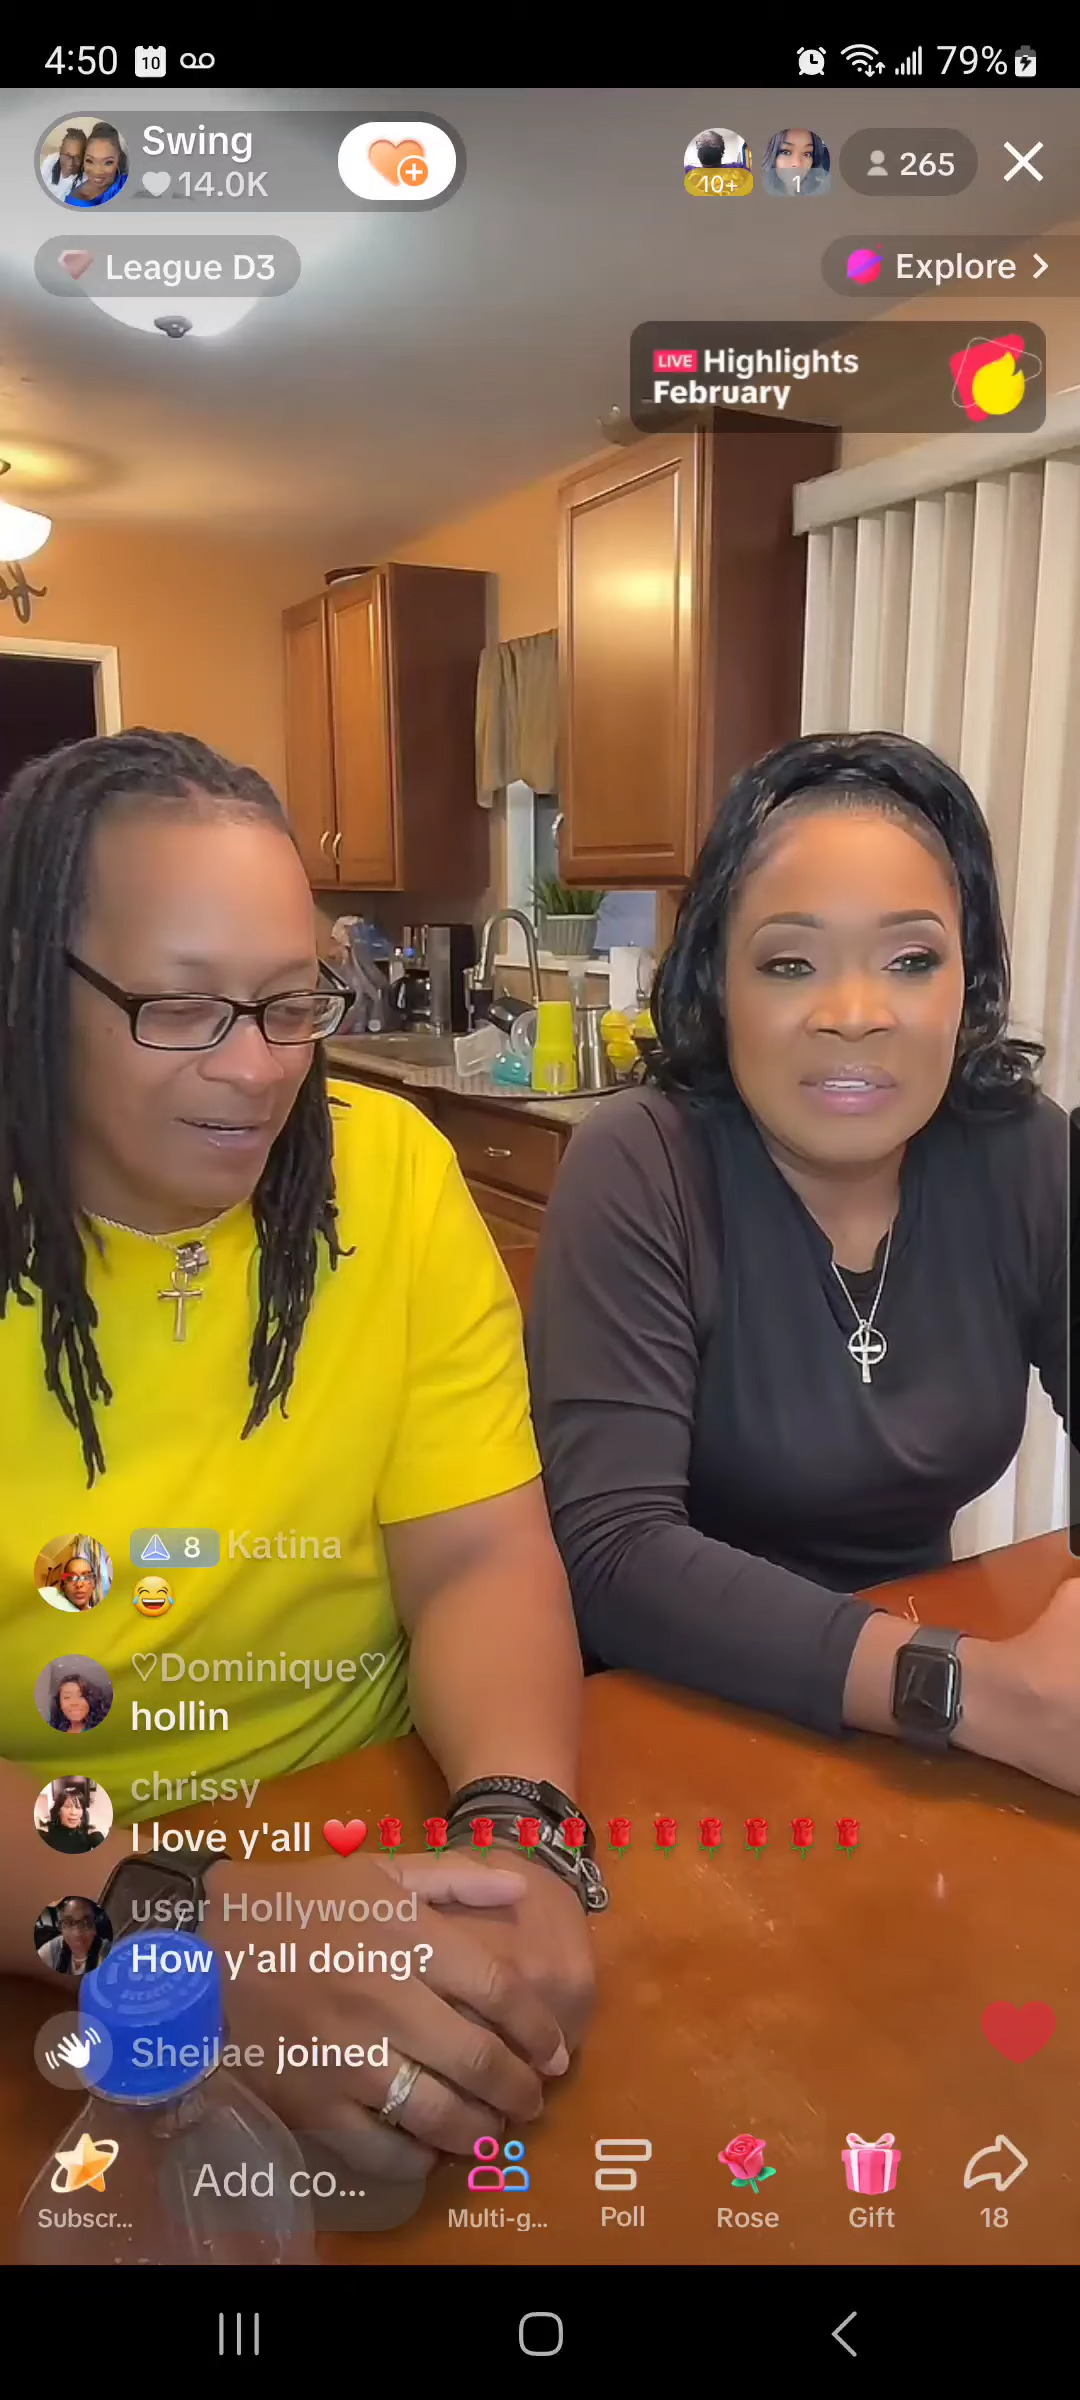 4:50
10
79%
Swing
14.0K
10+
1
265
League D3
Explore
LIVE Highlights
February
8 Katina
😂
♡Dominique♡
hollin
chrissy
I love y'all ❤️🌹🌹🌹🌹🌹🌹🌹🌹🌹🌹🌹
user Hollywood
How y'all doing?
Sheilae joined
Add co...
Subscr...
Multi-g...
Poll
Rose
Gift
18